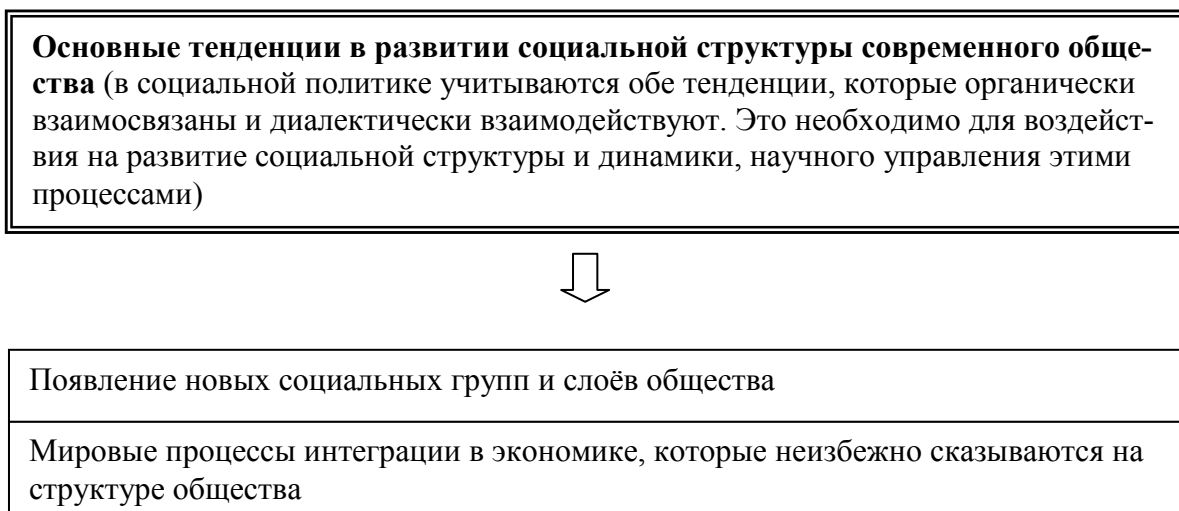 Основные тенденции в развитии социальной структуры современного обще-
ства (в социальной политике учитываются обе тенденции, которые органически
взаимосвязаны и диалектически взаимодействуют. Это необходимо для воздейст-
вия на развитие социальной структуры и динамики, научного управления этими
процессами)
Появление новых социальных групп и слоёв общества
Мировые процессы интеграции в экономике, которые неизбежно сказываются на
структуре общества